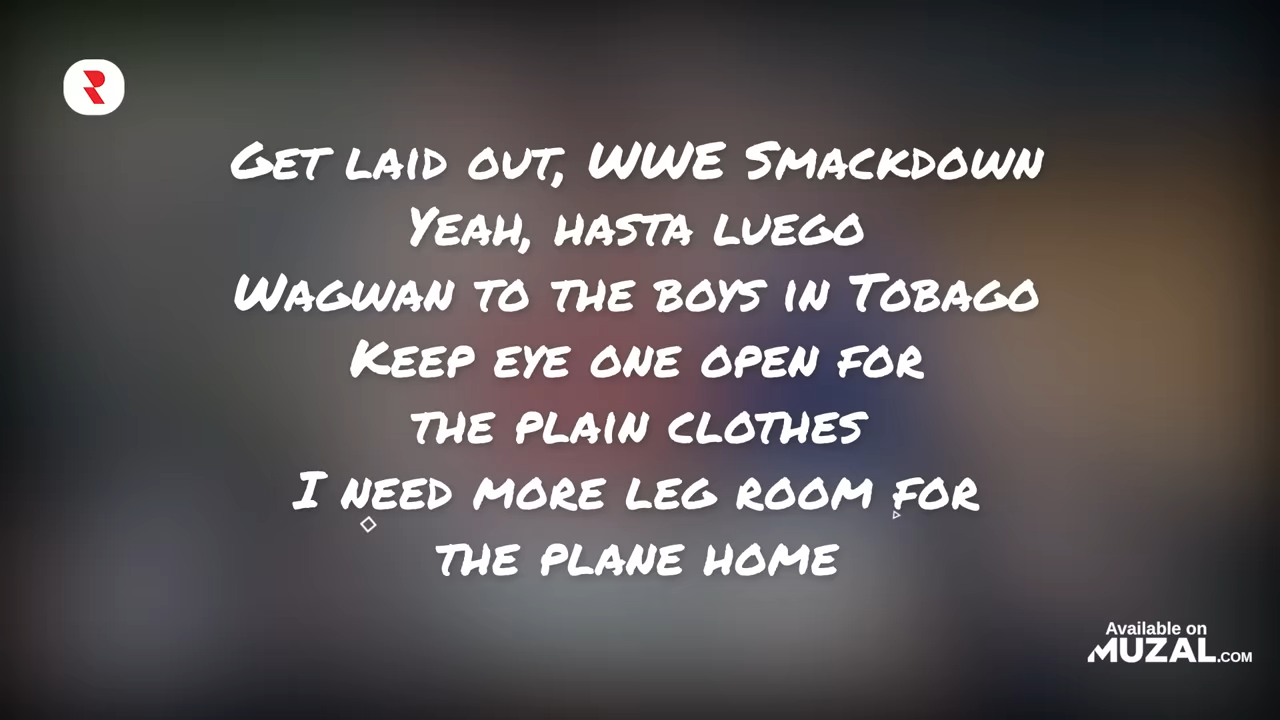 Get laid out, WWE Smackdown
Yeah, hasta luego
Wagwan to the boys in Tobago
Keep eye one open for
the plain clothes
I need more leg room for
the plane home
Available on
MUZAL.COM